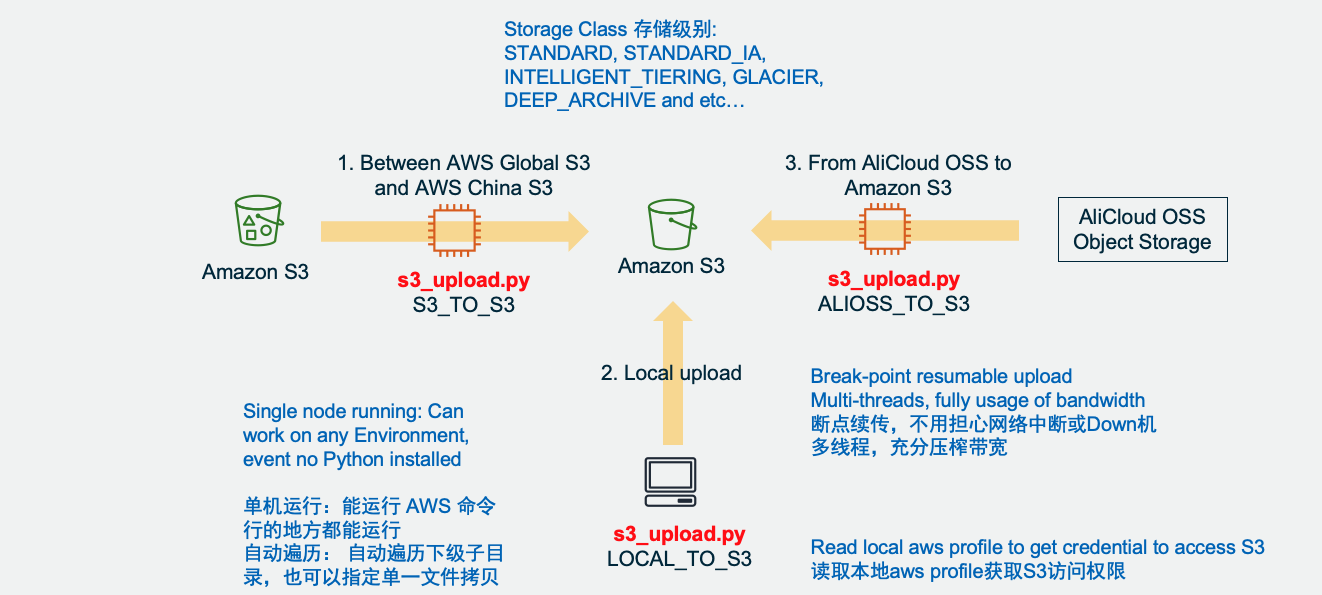 Storage Class 存储级别:
STANDARD, STANDARD_IA,
INTELLIGENT_TIERING, GLACIER,
DEEP_ARCHIVE and etc…
1. Between AWS Global S3
and AWS China S3
3. From AliCloud OSS to
Amazon S3
AliCloud OSS
Object Storage
Amazon S3
Amazon S3
s3_upload.py
S3_TO_S3
s3_upload.py
ALIOSS_TO_S3
2. Local upload
Single node running: Can
work on any Environment,
event no Python installed
单机运行：能运行 AWS 命令
行的地方都能运行
自动遍历： 自动遍历下级子目
录，也可以指定单一文件拷贝
s3_upload.py
LOCAL_TO_S3
Break-point resumable upload
Multi-threads, fully usage of bandwidth
断点续传，不用担心网络中断或Down机
多线程，充分压榨带宽
Read local aws profile to get credential to access S3
读取本地aws profile获取S3访问权限